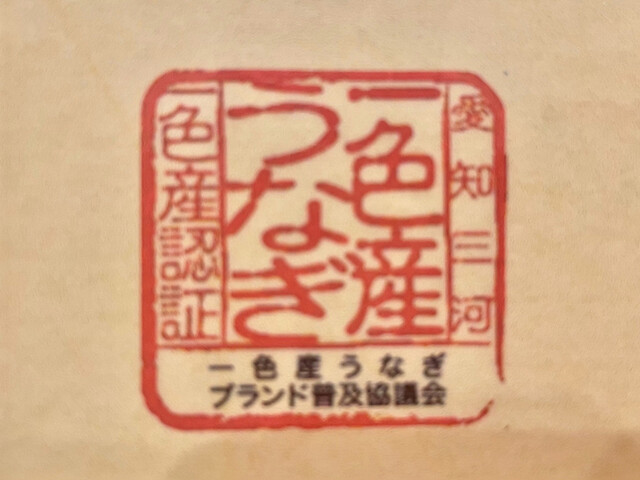 愛知三河
一色産
うなぎ
一色産認証
一色産うなぎ
ブランド普及協議会